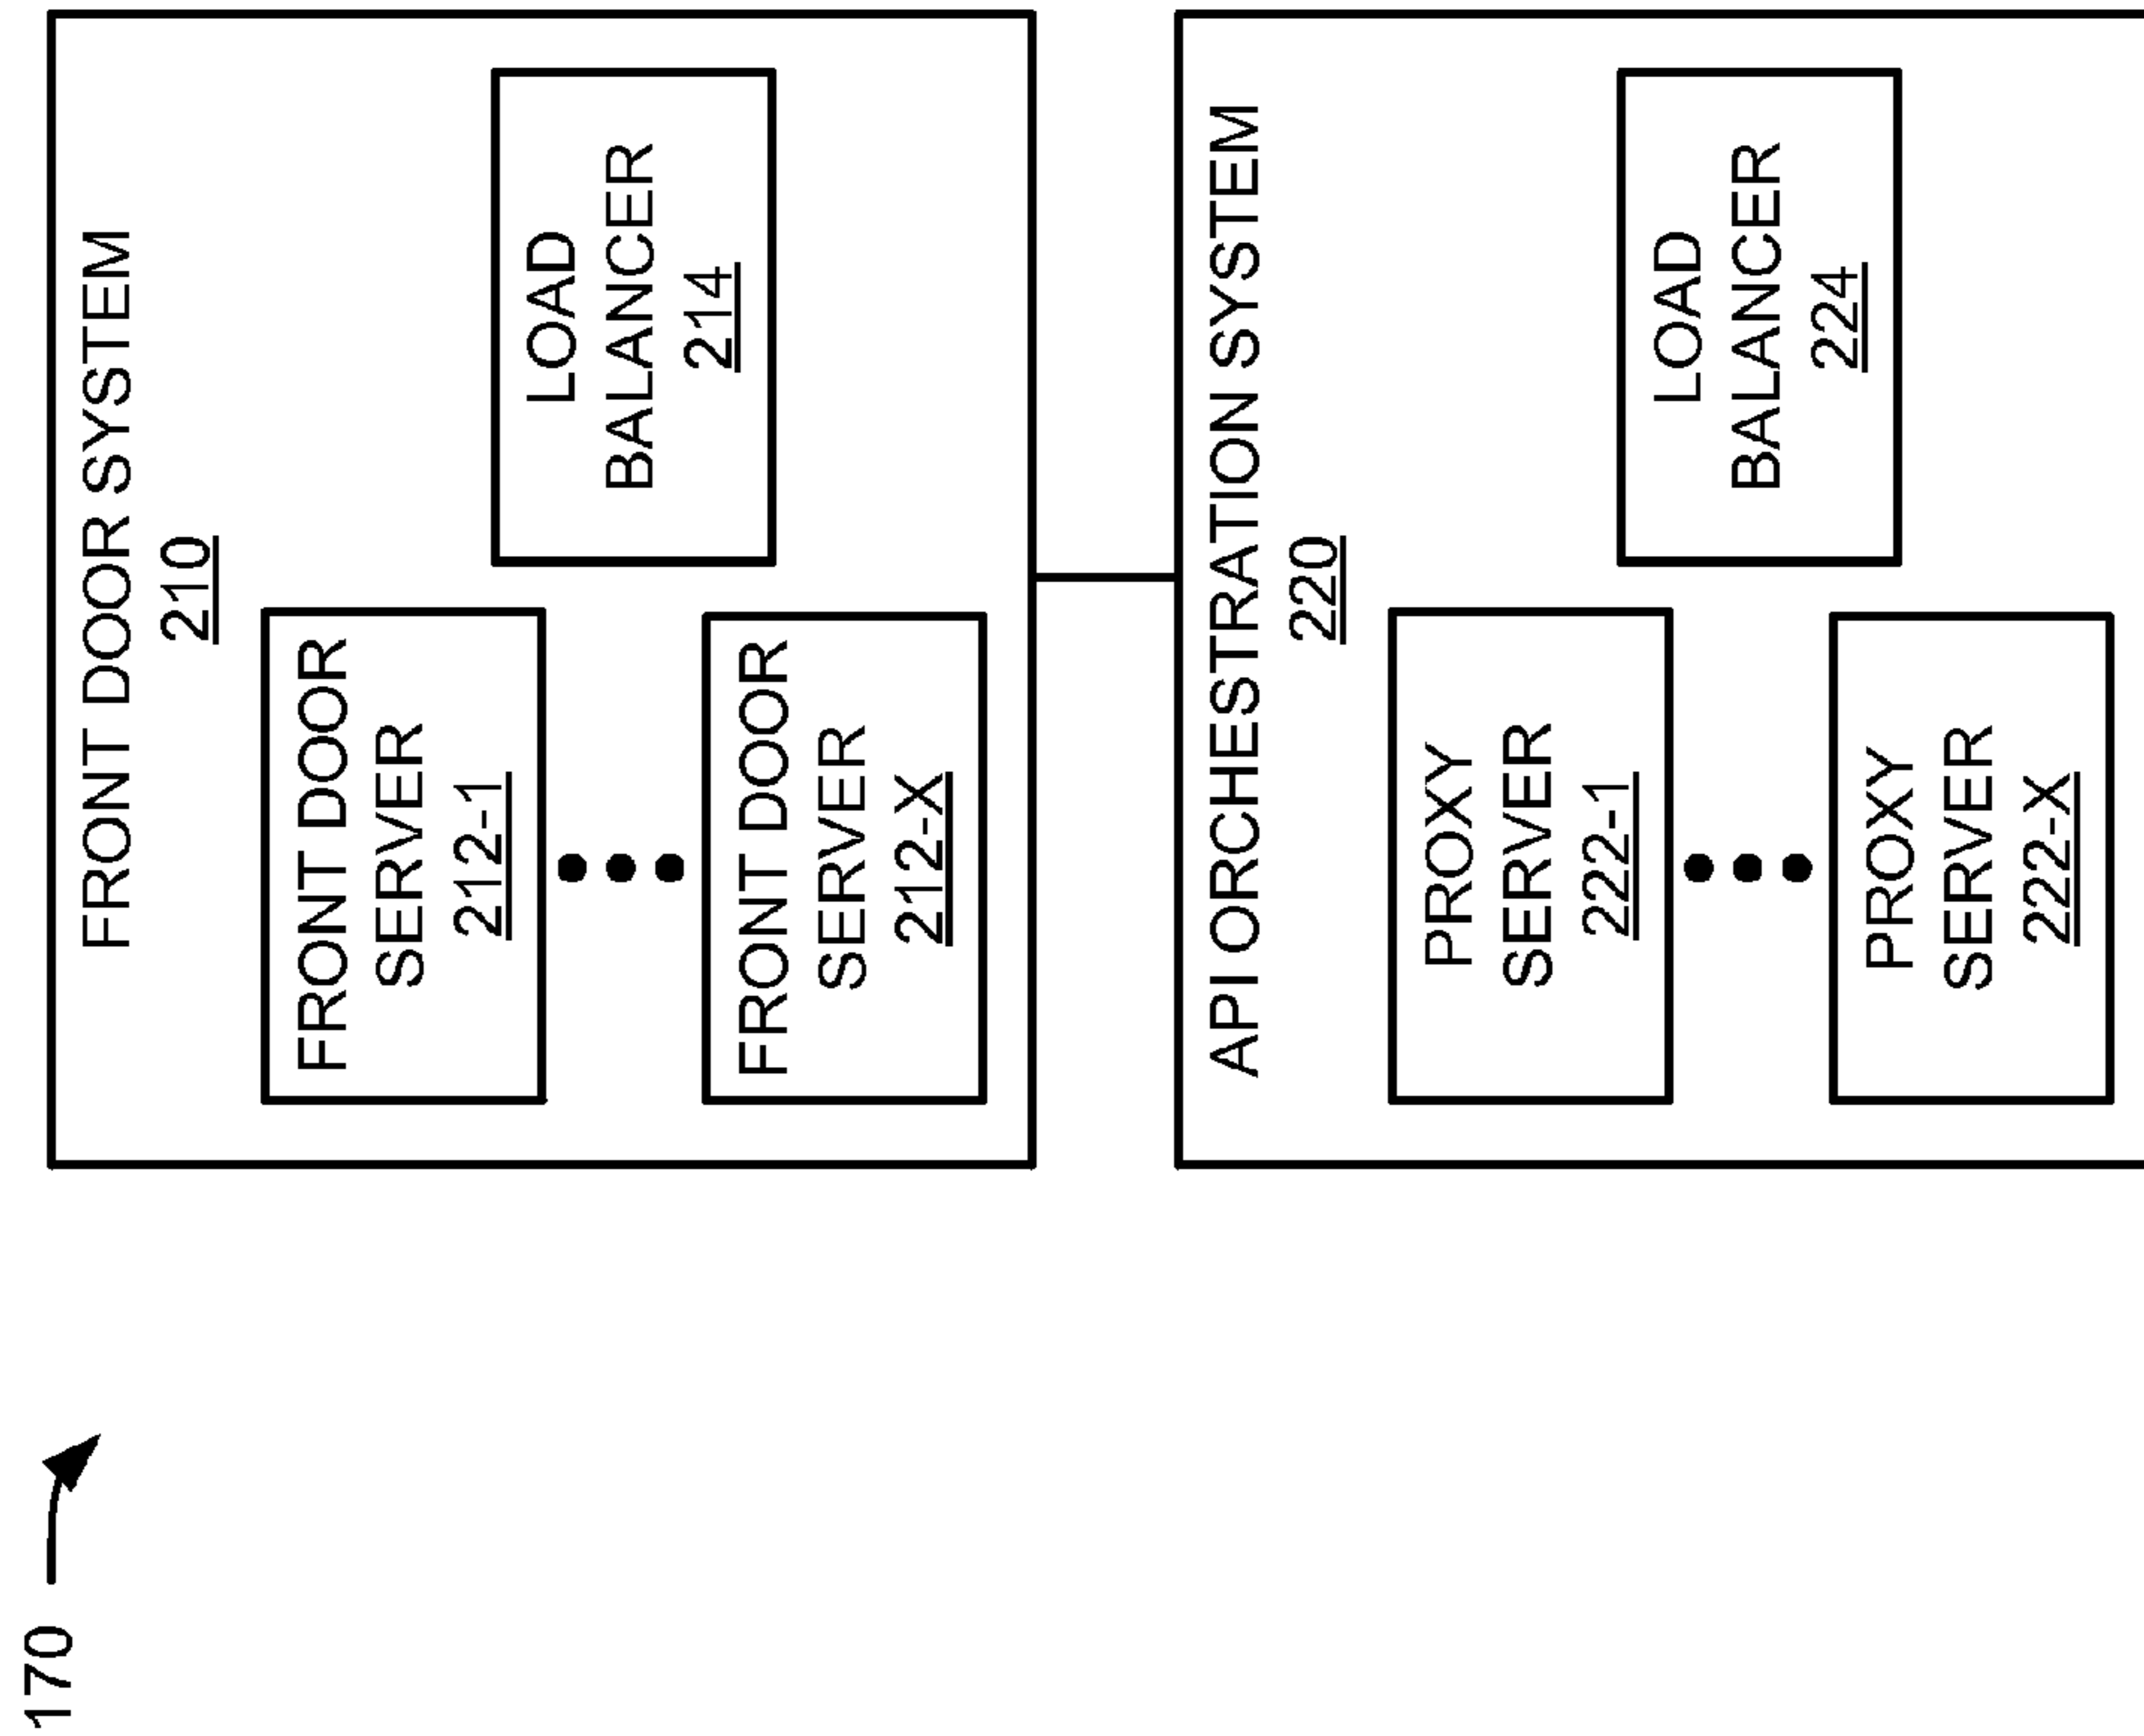 170
FRONT DOOR SYSTEM
210
FRONT DOOR
SERVER
212-1
FRONT DOOR
SERVER
212-X
LOAD
BALANCER
214
API ORCHESTRATION SYSTEM
220
PROXY
SERVER
222-1
PROXY
SERVER
222-X
LOAD
BALANCER
224